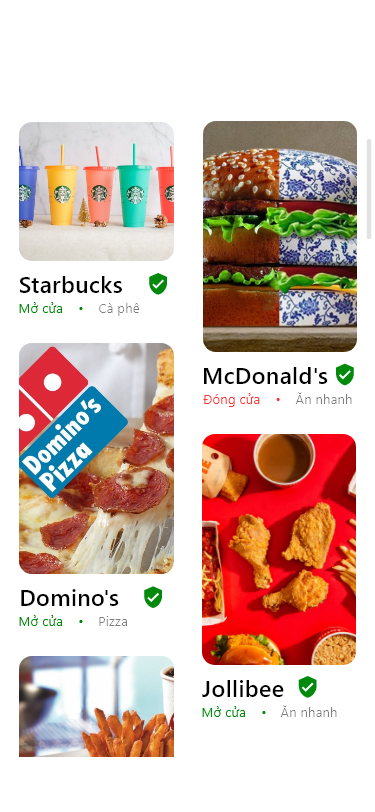 Starbucks
Mở cửa • Cà phê
McDonald's
Đóng cửa • Ăn nhanh
Domino's
Pizza
Domino's
Mở cửa • Pizza
Jollibee
Mở cửa • Ăn nhanh